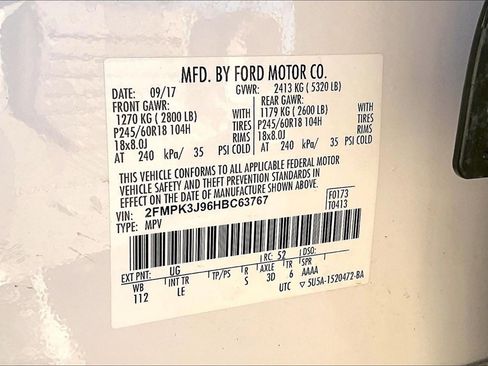 MFD. BY FORD MOTOR CO.
DATE: 09/17 GVWR: 2413 KG ( 5320 LB)
FRONT GAWR: REAR GAWR:
1270 KG ( 2800 LB) WITH 1179 KG ( 2600 LB) WITH
P245/60R18 104H TIRES P245/60R18 104H TIRES
18x8.0J RIMS 18x8.0J RIMS
AT 240 kPa/ 35 PSI COLD AT 240 kPa/ 35 PSI COLD
THIS VEHICLE CONFORMS TO ALL APPLICABLE FEDERAL MOTOR
VEHICLE SAFETY AND THEFT PREVENTION STANDARDS IN
EFFECT ON THE DATE OF MANUFACTURE SHOWN ABOVE.
VIN: 2FMPK3J96HBC63767 F0173
TYPE: MPV T0413
EXT PNT: UG RC: 52 DSO:
WB INT TR TP/PS R AXLE TR SPR
112 LE S 3D 6 AAAA
UTC ▽ 5U5A-1520472-BA